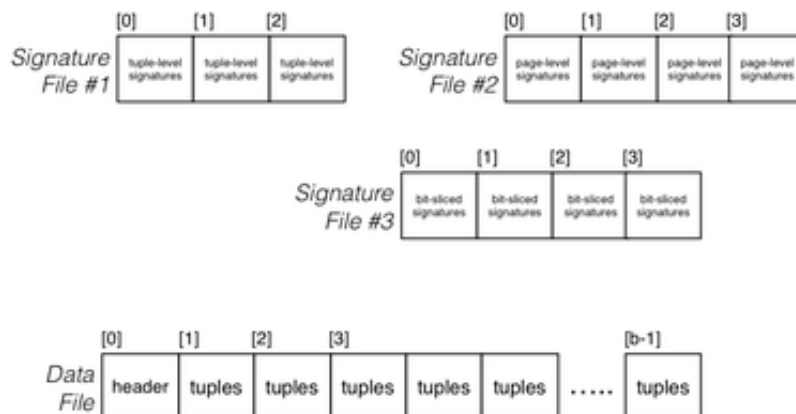 [0] [1] [2]
Signature File #1
tuple-level signatures
tuple-level signatures
tuple-level signatures
[0] [1] [2] [3]
Signature File #2
page-level signatures
page-level signatures
page-level signatures
page-level signatures
[0] [1] [2] [3]
Signature File #3
bit-sliced signatures
bit-sliced signatures
bit-sliced signatures
bit-sliced signatures
[0] [1] [2] [3] [b-1]
Data File
header tuples tuples tuples tuples tuples ..... tuples